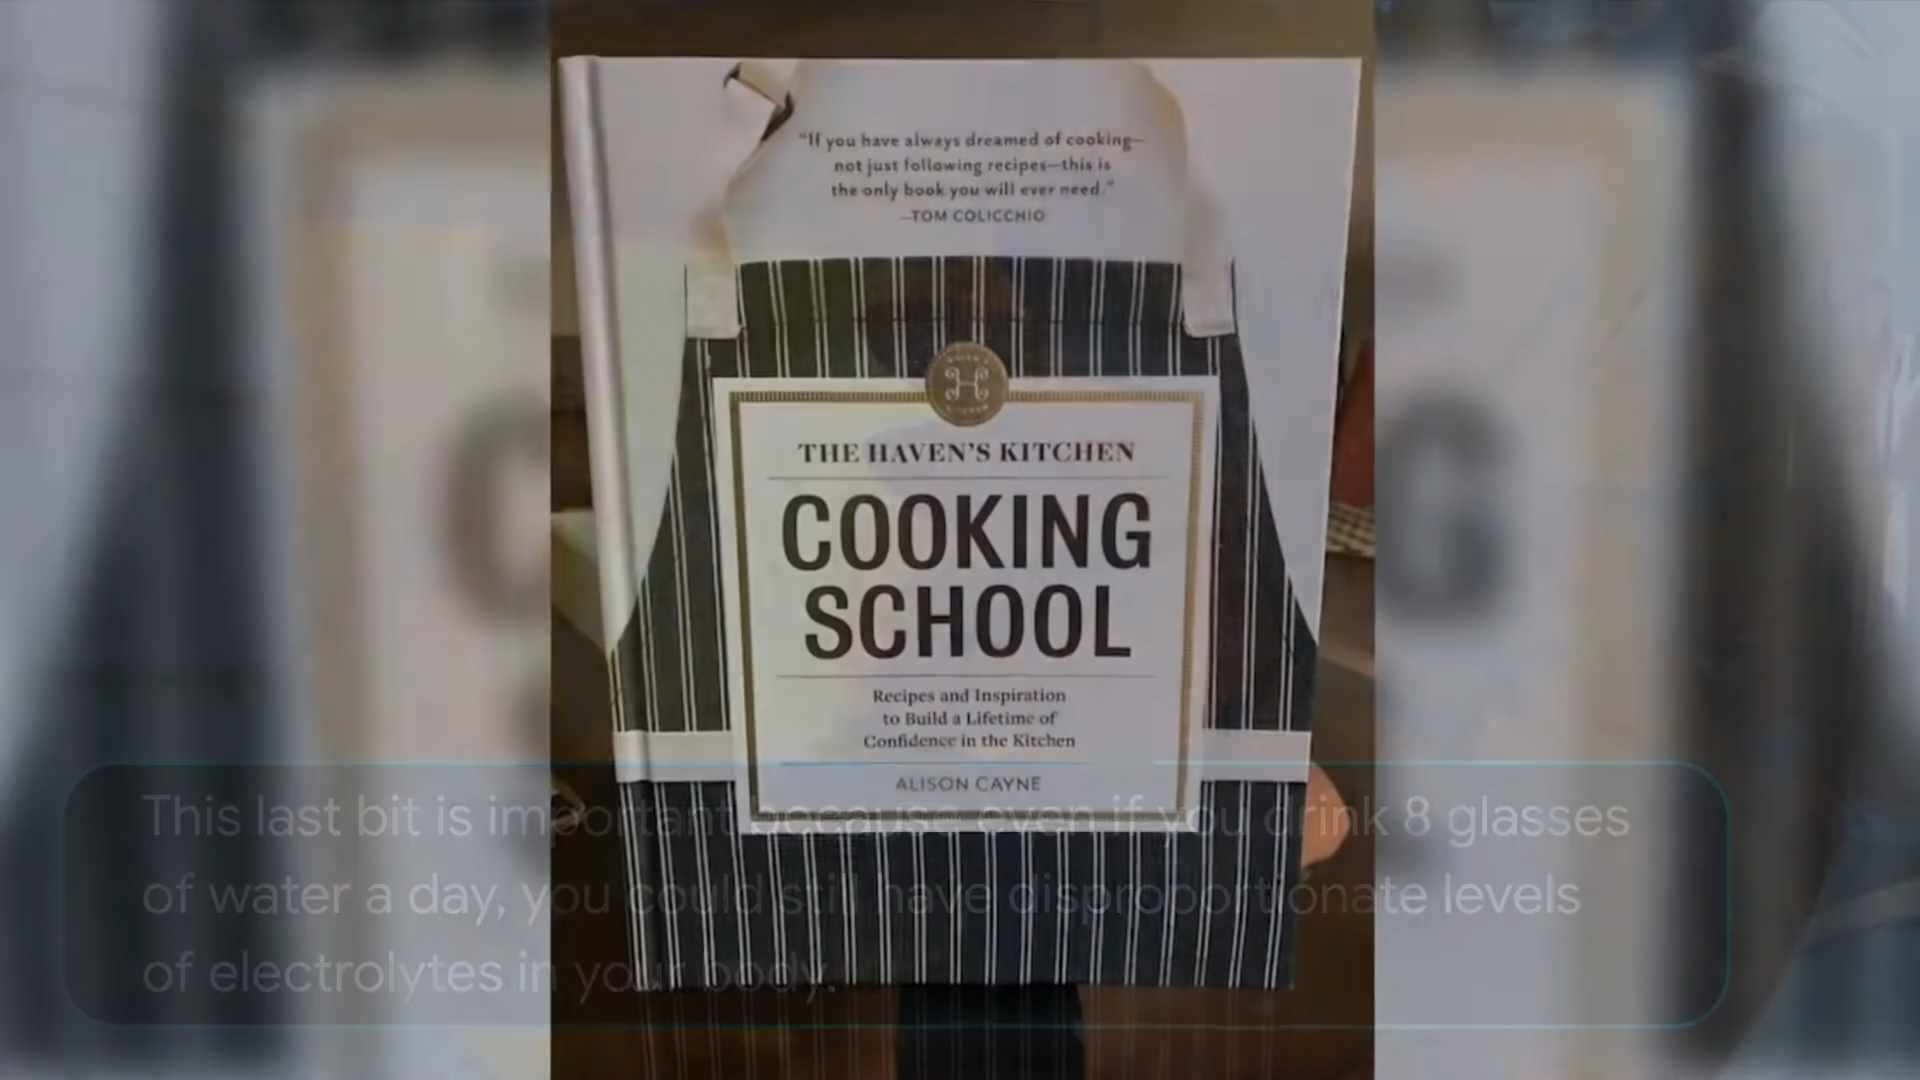 "If you have always dreamed of cooking—
not just following recipes—this is
the only book you will ever need."
—TOM COLICCHIO
H
KITCHEN
THE HAVEN'S KITCHEN
COOKING
SCHOOL
Recipes and Inspiration
to Build a Lifetime of
Confidence in the Kitchen
ALISON CAYNE
This last bit is important because even if you drink 8 glasses
of water a day, you could still have disproportionate levels
of electrolytes in your body.